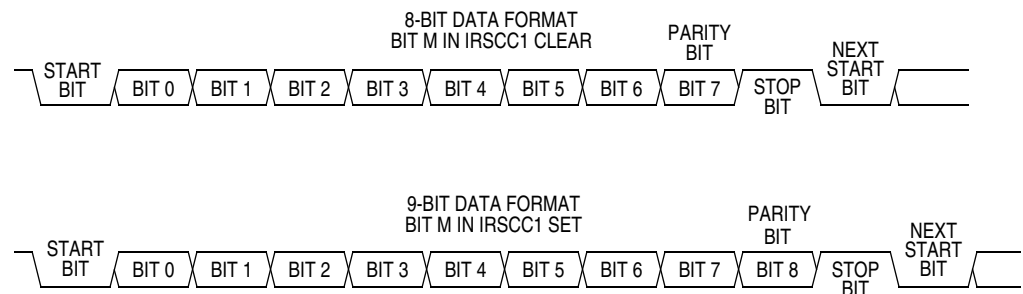 8-BIT DATA FORMAT
BIT M IN IRSCC1 CLEAR
PARITY
BIT
START
BIT
BIT 0
BIT 1
BIT 2
BIT 3
BIT 4
BIT 5
BIT 6
BIT 7
STOP
BIT
NEXT
START
BIT
9-BIT DATA FORMAT
BIT M IN IRSCC1 SET
PARITY
BIT
START
BIT
BIT 0
BIT 1
BIT 2
BIT 3
BIT 4
BIT 5
BIT 6
BIT 7
BIT 8
STOP
BIT
NEXT
START
BIT